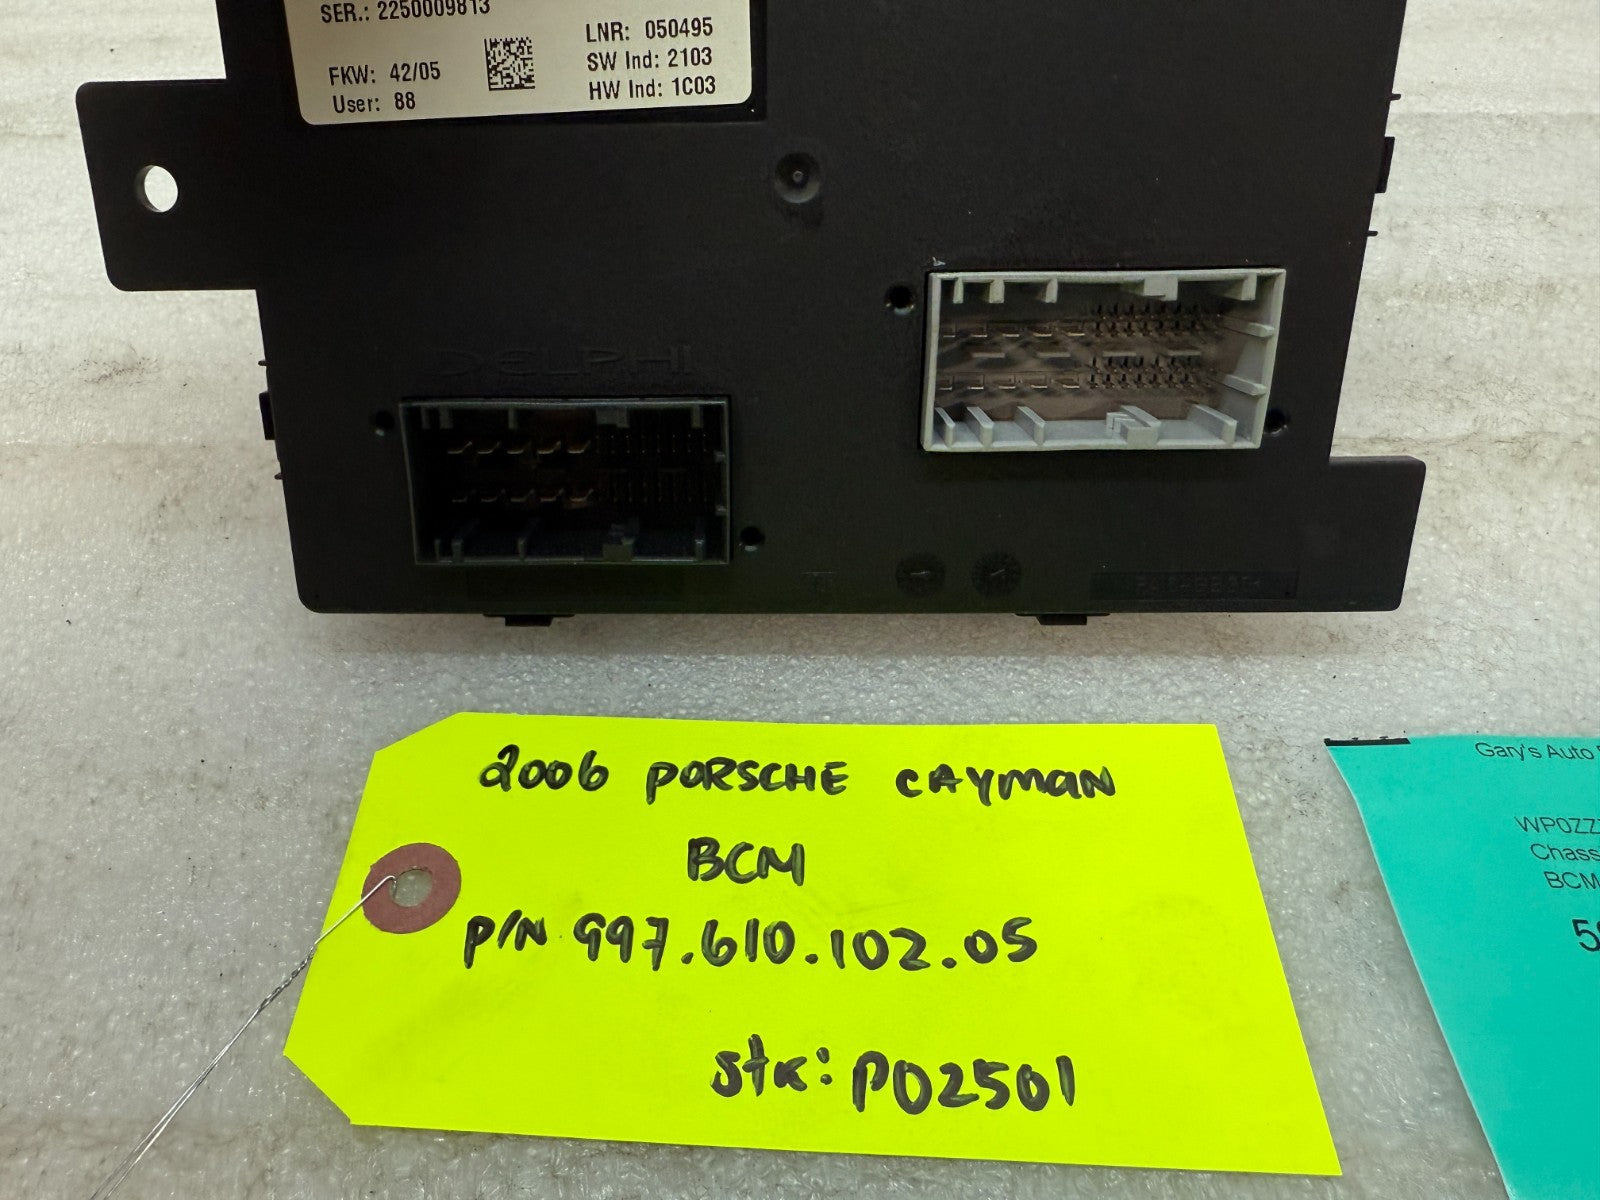 SER.: 2250009813
LNR: 050495
SW Ind: 2103
HW Ind: 1C03
FKW: 42/05
User: 88
DELPHI
2006 PORSCHE CAYMAN
BCM
P/N 997.610.102.05
Stk: P02501
Gary's Auto
WP0ZZ
Chass
BCM